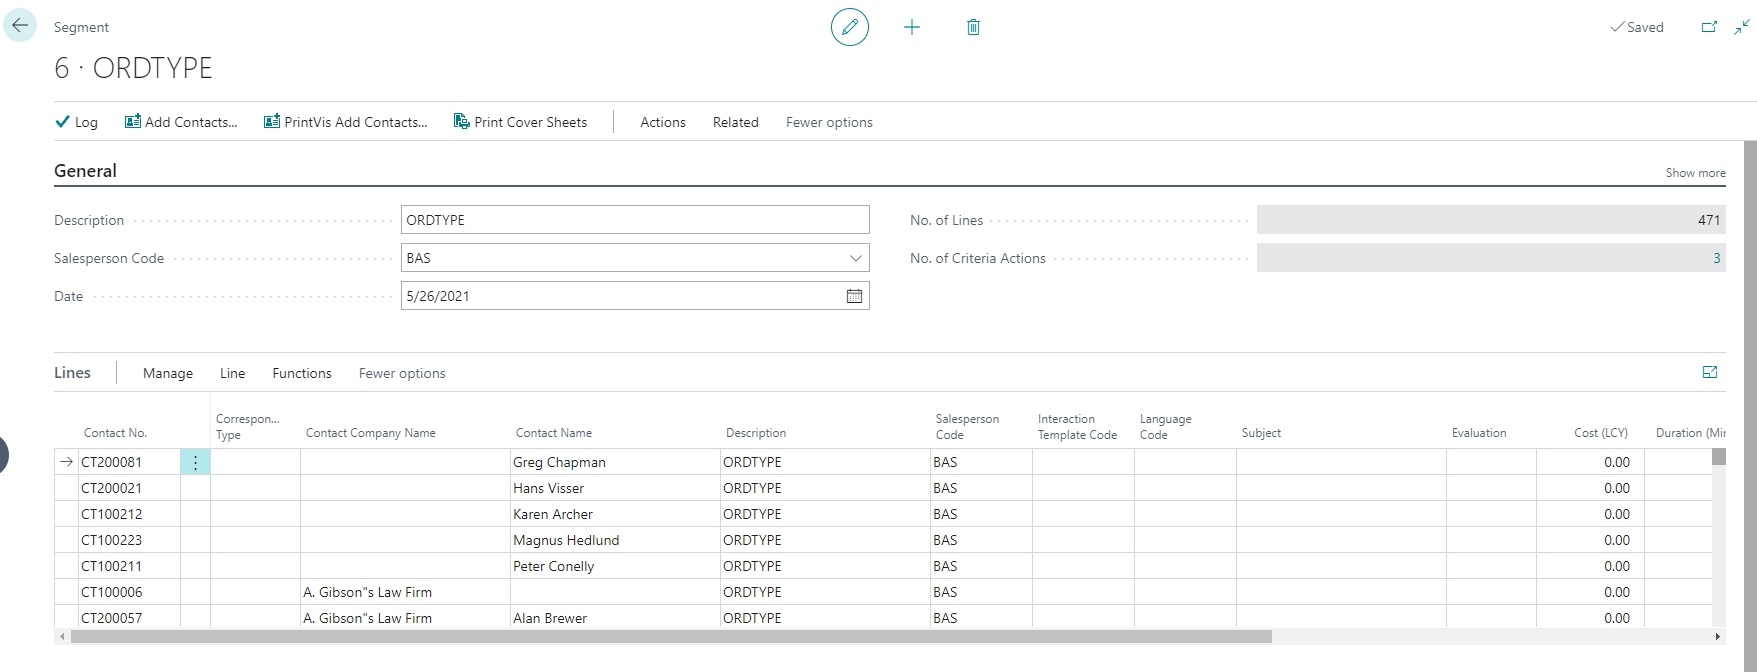 Segment
Saved
6 · ORDTYPE
Log Add Contacts... PrintVis Add Contacts... Print Cover Sheets Actions Related Fewer options
General
Show more
Description ORDTYPE
No. of Lines 471
Salesperson Code BAS
No. of Criteria Actions 3
Date 5/26/2021
Lines Manage Line Functions Fewer options
Contact No. Correspon... Type Contact Company Name Contact Name Description Salesperson Code Interaction Template Code Language Code Subject Evaluation Cost (LCY) Duration (Mir
CT200081 Greg Chapman ORDTYPE BAS 0.00
CT200021 Hans Visser ORDTYPE BAS 0.00
CT100212 Karen Archer ORDTYPE BAS 0.00
CT100223 Magnus Hedlund ORDTYPE BAS 0.00
CT100211 Peter Conelly ORDTYPE BAS 0.00
CT100006 A. Gibson"s Law Firm ORDTYPE BAS 0.00
CT200057 A. Gibson"s Law Firm Alan Brewer ORDTYPE BAS 0.00